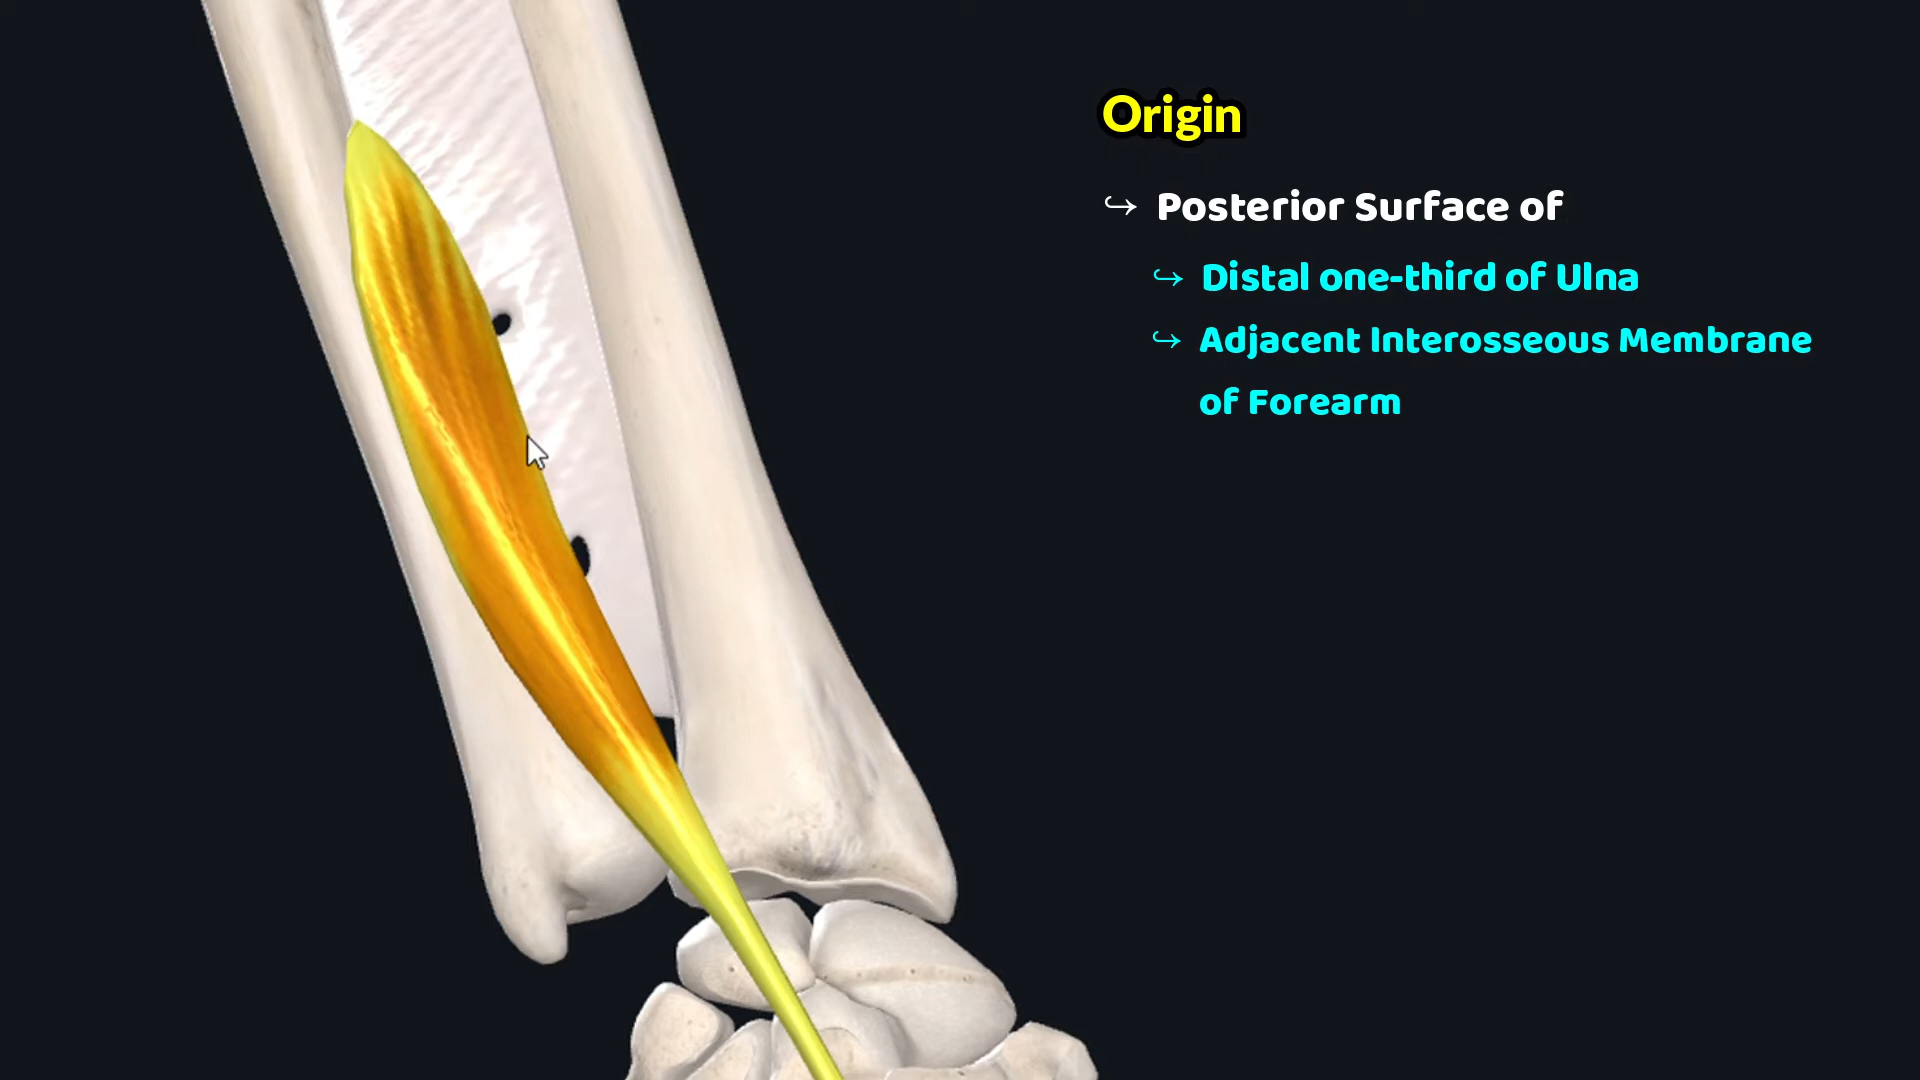 Origin
↪ Posterior Surface of
↪ Distal one-third of Ulna
↪ Adjacent Interosseous Membrane
of Forearm